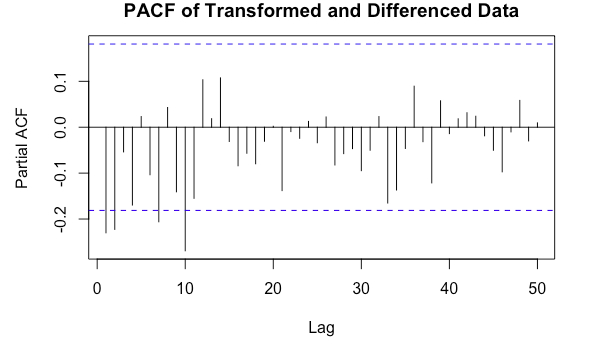 PACF of Transformed and Differenced Data
Partial ACF
0.1
0.0
-0.1
-0.2
0 10 20 30 40 50
Lag